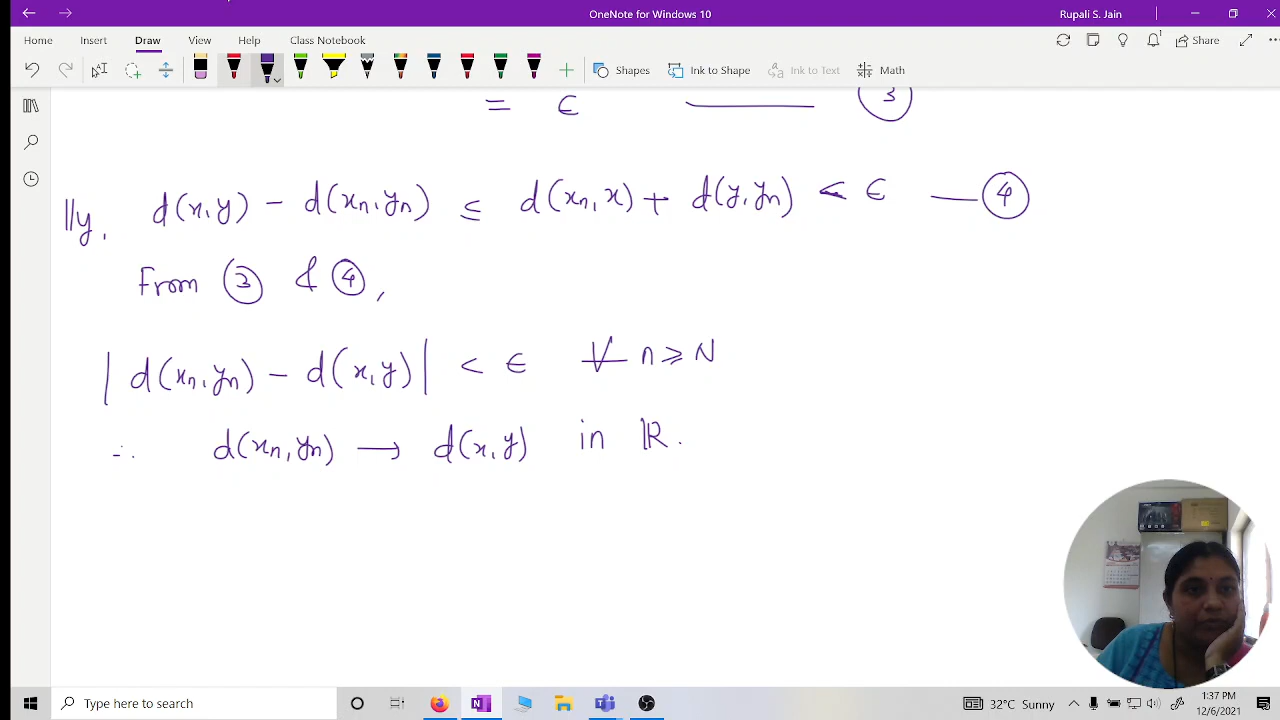 OneNote for Windows 10
Rupali S. Jain
Home Insert Draw View Help Class Notebook
Share
Shapes Ink to Shape Ink to Text Math
= ϵ ——— ③
||ly, d(x,y) - d(xn,yn) ≤ d(xn,x) + d(y,yn) < ϵ — ④
From ③ & ④,
| d(xn,yn) - d(x,y) | < ϵ ∀ n ≥ N
∴ d(xn,yn) → d(x,y) in ℝ.
Type here to search
32°C Sunny
1:37 PM
12/6/2021